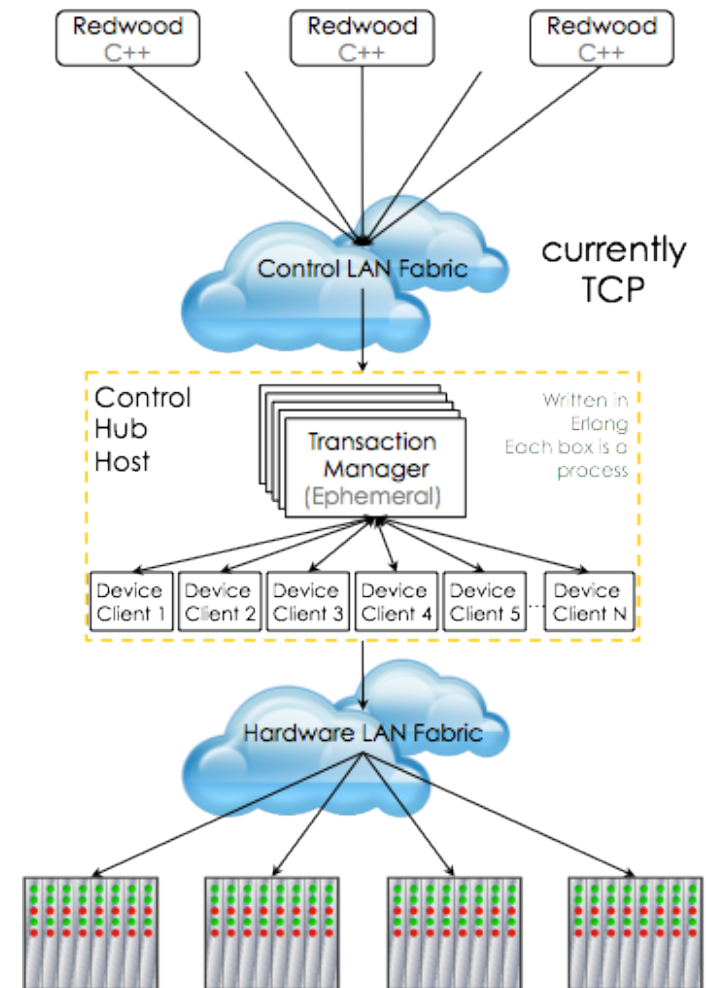 Redwood
C++
Redwood
C++
Redwood
C++
Control LAN Fabric
currently
TCP
Control
Hub
Host
Transaction
Manager
(Ephemeral)
Written in
Erlang
Each box is a
process
Device
Client 1
Device
Client 2
Device
Client 3
Device
Client 4
Device
Client 5
...
Device
Client N
Hardware LAN Fabric